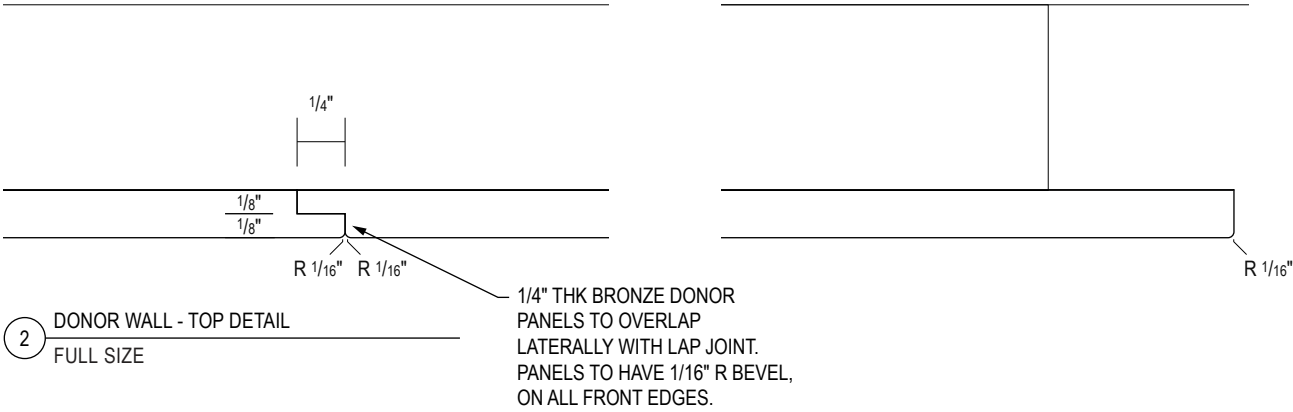 1/4"
1/8"
1/8"
R 1/16" R 1/16"
R 1/16"
1/4" THK BRONZE DONOR
PANELS TO OVERLAP
LATERALLY WITH LAP JOINT.
PANELS TO HAVE 1/16" R BEVEL,
ON ALL FRONT EDGES.
2
DONOR WALL - TOP DETAIL
FULL SIZE